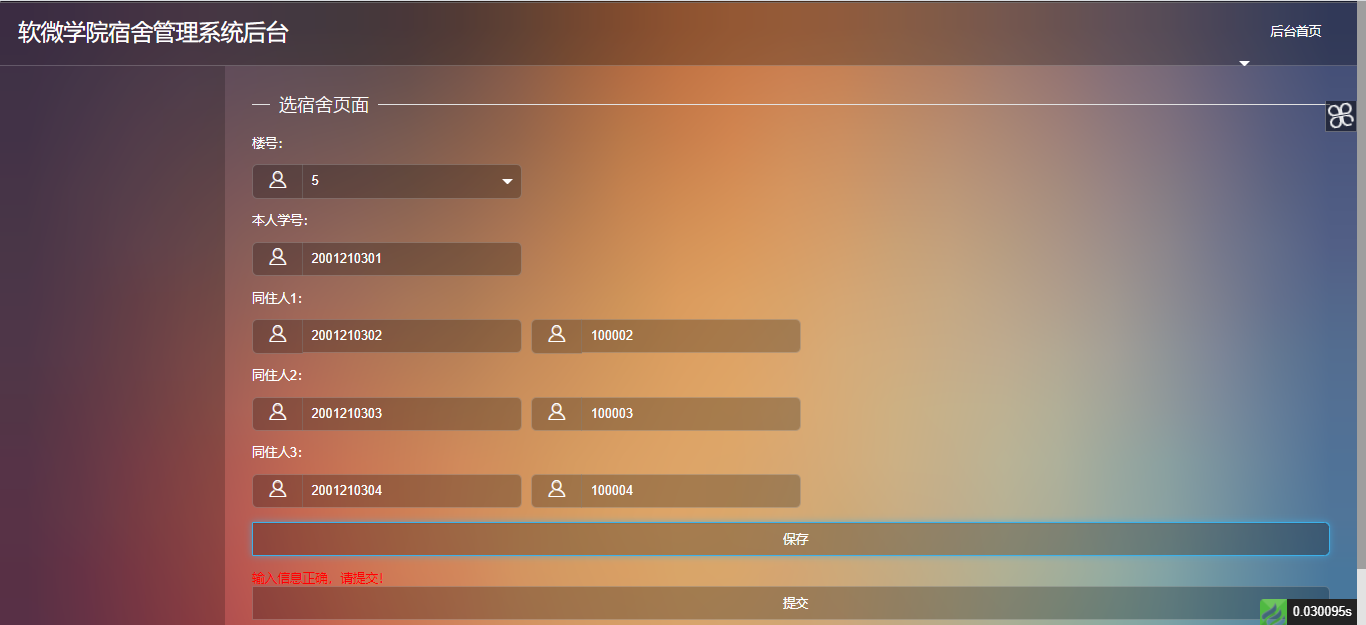 软微学院宿舍管理系统后台
后台首页
选宿舍页面
楼号：
5
本人学号：
2001210301
同住人1：
2001210302 100002
同住人2：
2001210303 100003
同住人3：
2001210304 100004
保存
输入信息正确，请提交！
提交
0.030095s